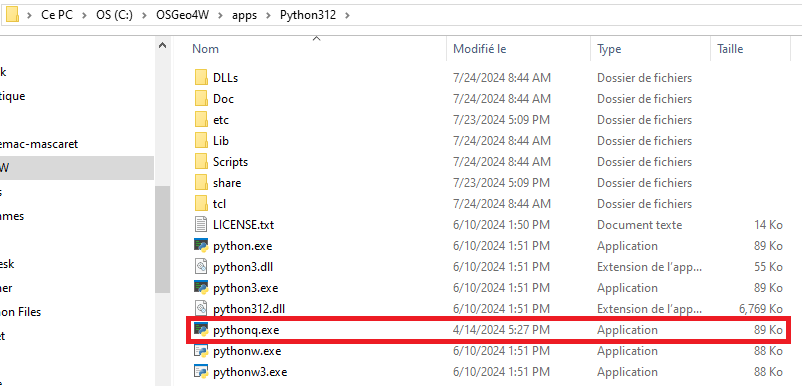 Ce PC > OS (C:) > OSGeo4W > apps > Python312 >
Nom Modifié le Type Taille
DLLs 7/24/2024 8:44 AM Dossier de fichiers
Doc 7/24/2024 8:44 AM Dossier de fichiers
etc 7/23/2024 5:09 PM Dossier de fichiers
Lib 7/24/2024 8:44 AM Dossier de fichiers
Scripts 7/24/2024 8:44 AM Dossier de fichiers
share 7/23/2024 5:09 PM Dossier de fichiers
tcl 7/24/2024 8:44 AM Dossier de fichiers
LICENSE.txt 6/10/2024 1:50 PM Document texte 14 Ko
python.exe 6/10/2024 1:51 PM Application 89 Ko
python3.dll 6/10/2024 1:51 PM Extension de l'app... 55 Ko
python3.exe 6/10/2024 1:51 PM Application 89 Ko
python312.dll 6/10/2024 1:51 PM Extension de l'app... 6,769 Ko
pythonq.exe 4/14/2024 5:27 PM Application 89 Ko
pythonw.exe 6/10/2024 1:51 PM Application 88 Ko
pythonw3.exe 6/10/2024 1:51 PM Application 88 Ko
k
tique
emac-mascaret
W
s
mmes
esk
ner
on Files
et